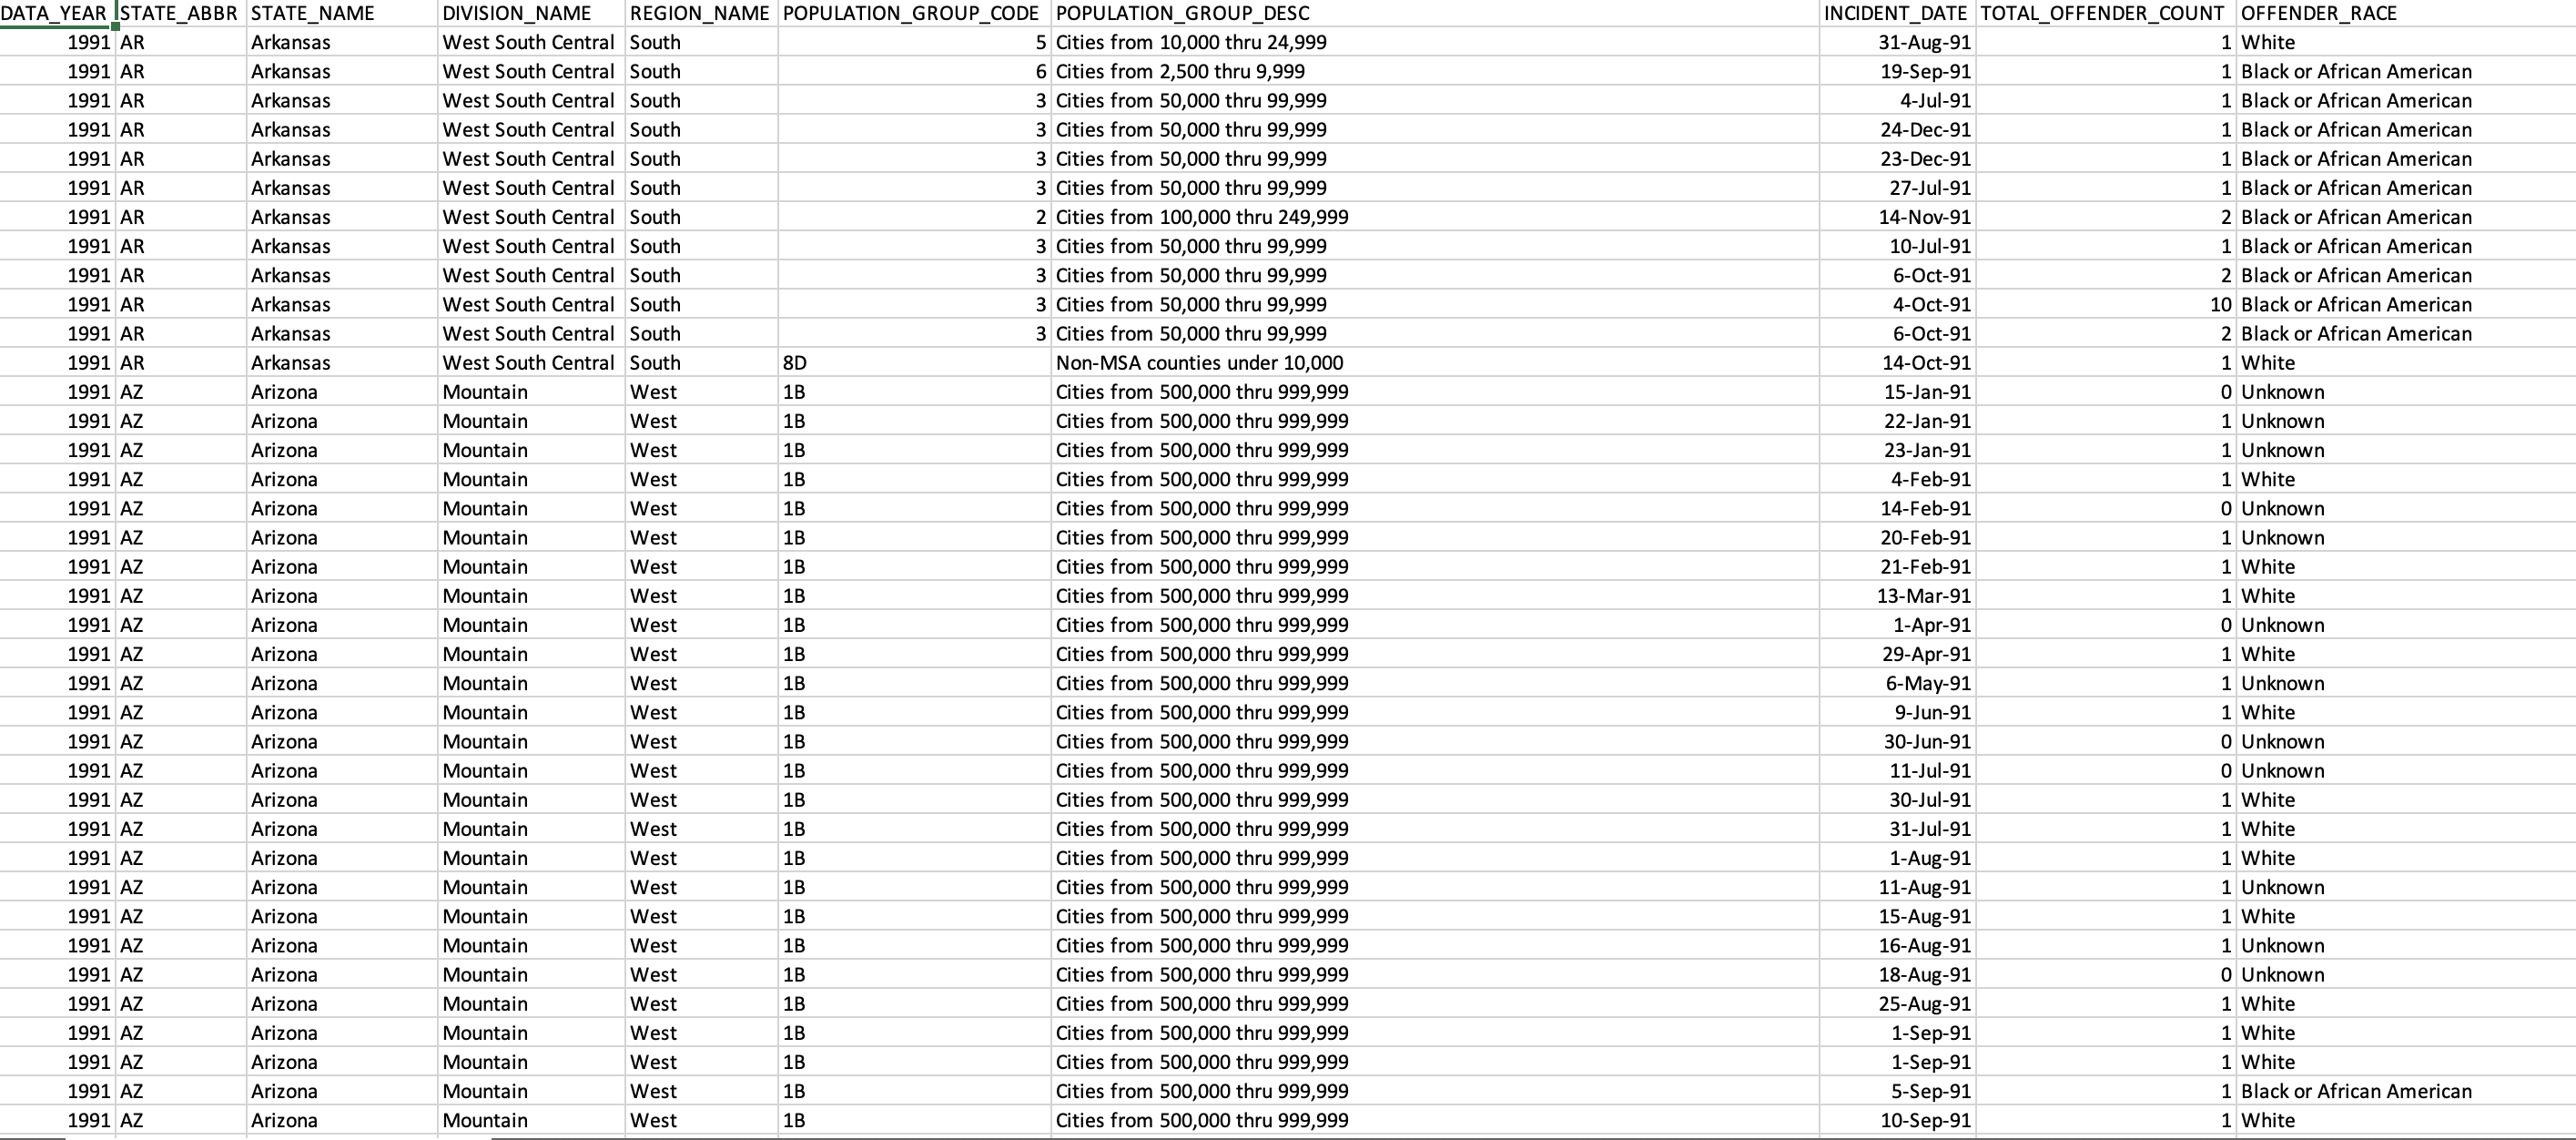 DATA_YEAR STATE_ABBR STATE_NAME DIVISION_NAME REGION_NAME POPULATION_GROUP_CODE POPULATION_GROUP_DESC INCIDENT_DATE TOTAL_OFFENDER_COUNT OFFENDER_RACE
1991 AR Arkansas West South Central South 5 Cities from 10,000 thru 24,999 31-Aug-91 1 White
1991 AR Arkansas West South Central South 6 Cities from 2,500 thru 9,999 19-Sep-91 1 Black or African American
1991 AR Arkansas West South Central South 3 Cities from 50,000 thru 99,999 4-Jul-91 1 Black or African American
1991 AR Arkansas West South Central South 3 Cities from 50,000 thru 99,999 24-Dec-91 1 Black or African American
1991 AR Arkansas West South Central South 3 Cities from 50,000 thru 99,999 23-Dec-91 1 Black or African American
1991 AR Arkansas West South Central South 3 Cities from 50,000 thru 99,999 27-Jul-91 1 Black or African American
1991 AR Arkansas West South Central South 2 Cities from 100,000 thru 249,999 14-Nov-91 2 Black or African American
1991 AR Arkansas West South Central South 3 Cities from 50,000 thru 99,999 10-Jul-91 1 Black or African American
1991 AR Arkansas West South Central South 3 Cities from 50,000 thru 99,999 6-Oct-91 2 Black or African American
1991 AR Arkansas West South Central South 3 Cities from 50,000 thru 99,999 4-Oct-91 10 Black or African American
1991 AR Arkansas West South Central South 3 Cities from 50,000 thru 99,999 6-Oct-91 2 Black or African American
1991 AR Arkansas West South Central South 8D Non-MSA counties under 10,000 14-Oct-91 1 White
1991 AZ Arizona Mountain West 1B Cities from 500,000 thru 999,999 15-Jan-91 0 Unknown
1991 AZ Arizona Mountain West 1B Cities from 500,000 thru 999,999 22-Jan-91 1 Unknown
1991 AZ Arizona Mountain West 1B Cities from 500,000 thru 999,999 23-Jan-91 1 Unknown
1991 AZ Arizona Mountain West 1B Cities from 500,000 thru 999,999 4-Feb-91 1 White
1991 AZ Arizona Mountain West 1B Cities from 500,000 thru 999,999 14-Feb-91 0 Unknown
1991 AZ Arizona Mountain West 1B Cities from 500,000 thru 999,999 20-Feb-91 1 Unknown
1991 AZ Arizona Mountain West 1B Cities from 500,000 thru 999,999 21-Feb-91 1 White
1991 AZ Arizona Mountain West 1B Cities from 500,000 thru 999,999 13-Mar-91 1 White
1991 AZ Arizona Mountain West 1B Cities from 500,000 thru 999,999 1-Apr-91 0 Unknown
1991 AZ Arizona Mountain West 1B Cities from 500,000 thru 999,999 29-Apr-91 1 White
1991 AZ Arizona Mountain West 1B Cities from 500,000 thru 999,999 6-May-91 1 Unknown
1991 AZ Arizona Mountain West 1B Cities from 500,000 thru 999,999 9-Jun-91 1 White
1991 AZ Arizona Mountain West 1B Cities from 500,000 thru 999,999 30-Jun-91 0 Unknown
1991 AZ Arizona Mountain West 1B Cities from 500,000 thru 999,999 11-Jul-91 0 Unknown
1991 AZ Arizona Mountain West 1B Cities from 500,000 thru 999,999 30-Jul-91 1 White
1991 AZ Arizona Mountain West 1B Cities from 500,000 thru 999,999 31-Jul-91 1 White
1991 AZ Arizona Mountain West 1B Cities from 500,000 thru 999,999 1-Aug-91 1 White
1991 AZ Arizona Mountain West 1B Cities from 500,000 thru 999,999 11-Aug-91 1 Unknown
1991 AZ Arizona Mountain West 1B Cities from 500,000 thru 999,999 15-Aug-91 1 White
1991 AZ Arizona Mountain West 1B Cities from 500,000 thru 999,999 16-Aug-91 1 Unknown
1991 AZ Arizona Mountain West 1B Cities from 500,000 thru 999,999 18-Aug-91 0 Unknown
1991 AZ Arizona Mountain West 1B Cities from 500,000 thru 999,999 25-Aug-91 1 White
1991 AZ Arizona Mountain West 1B Cities from 500,000 thru 999,999 1-Sep-91 1 White
1991 AZ Arizona Mountain West 1B Cities from 500,000 thru 999,999 1-Sep-91 1 White
1991 AZ Arizona Mountain West 1B Cities from 500,000 thru 999,999 5-Sep-91 1 Black or African American
1991 AZ Arizona Mountain West 1B Cities from 500,000 thru 999,999 10-Sep-91 1 White